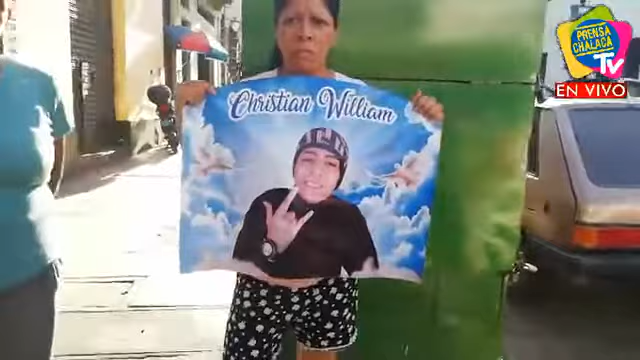 Christian William
PRENSA
CHALACA
TV
EN VIVO